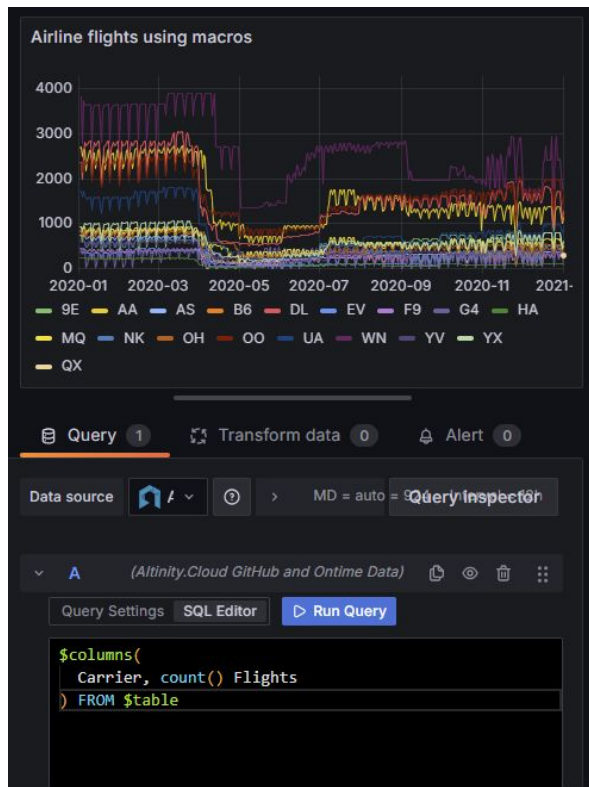 Airline flights using macros
4000
3000
2000
1000
0
2020-01 2020-03 2020-05 2020-07 2020-09 2020-11 2021-
9E AA AS B6 DL EV F9 G4 HA
MQ NK OH OO UA WN YV YX
QX
Query 1 Transform data 0 Alert 0
Data source A MD = auto = Query Inspector
A (Altinity.Cloud GitHub and Ontime Data)
Query Settings SQL Editor Run Query
$columns(
Carrier, count() Flights
) FROM $table